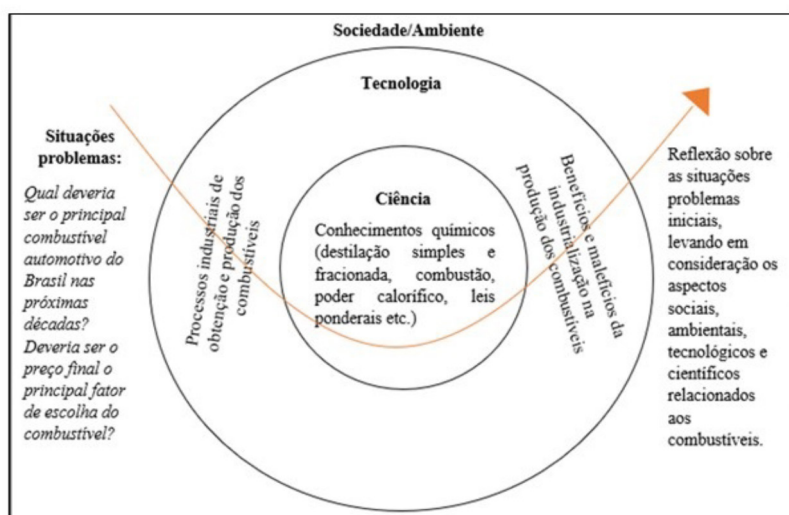 Sociedade/Ambiente
Tecnologia
Situações
problemas:
Qual deveria
ser o principal
combustível
automotivo do
Brasil nas
próximas
décadas?
Deveria ser o
preço final o
principal fator
de escolha do
combustível?
Processos industriais de
obtenção e produção dos
combustíveis
Ciência
Conhecimentos químicos
(destilação simples e
fracionada, combustão,
poder calorífico, leis
ponderais etc.)
Benefícios e malefícios da
industrialização na
produção dos combustíveis
Reflexão sobre
as situações
problemas
iniciais,
levando em
consideração os
aspectos
sociais,
ambientais,
tecnológicos e
científicos
relacionados
aos
combustíveis.